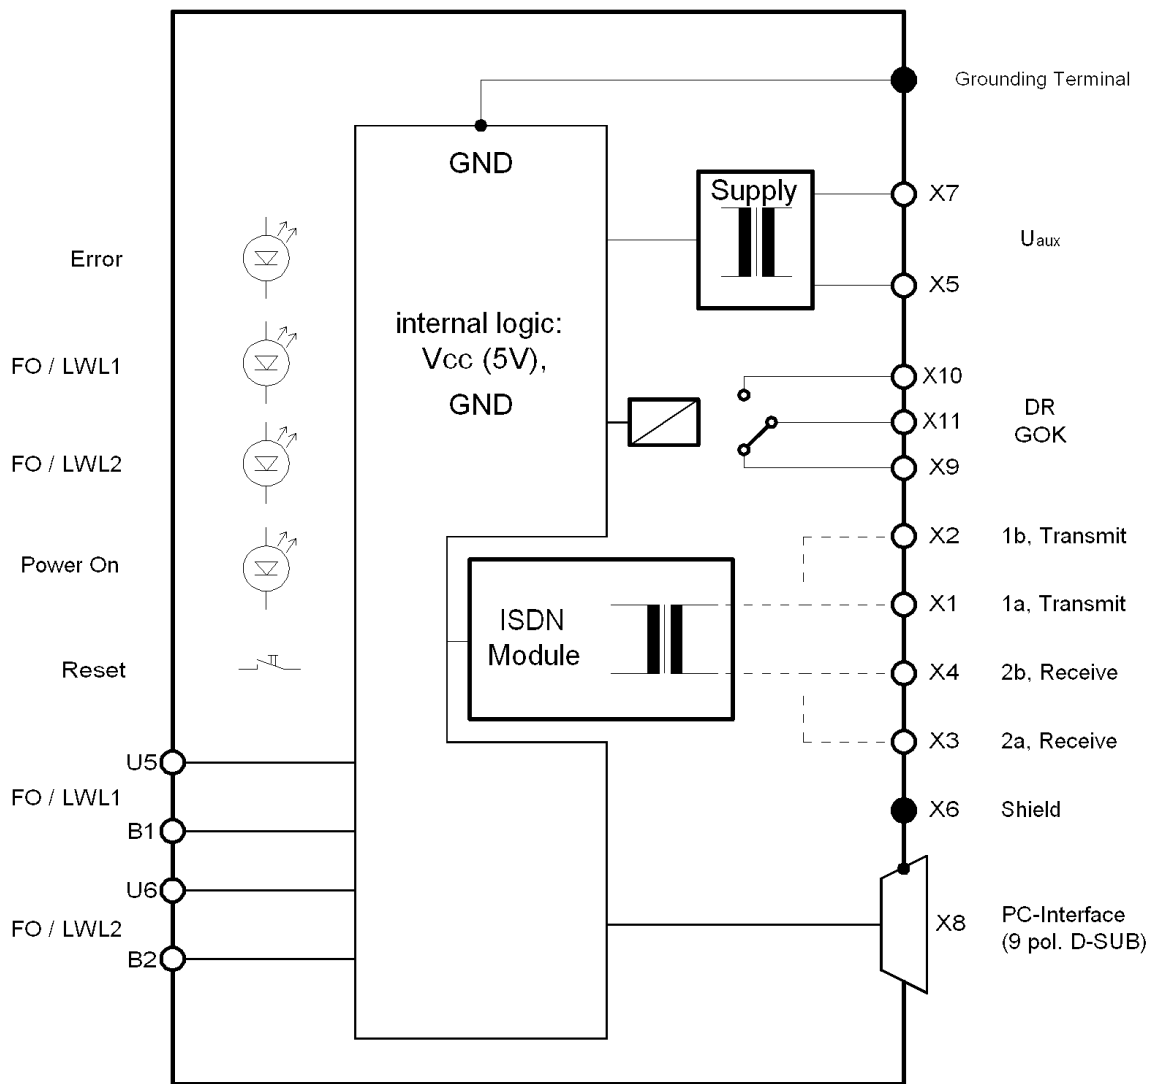 Grounding Terminal
GND
Supply
X7
Uaux
X5
Error
internal logic:
Vcc (5V),
GND
FO / LWL1
X10
X11
DR
GOK
X9
FO / LWL2
X2
1b, Transmit
Power On
ISDN
Module
X1
1a, Transmit
Reset
X4
2b, Receive
X3
2a, Receive
U5
FO / LWL1
B1
X6
Shield
U6
FO / LWL2
B2
X8
PC-Interface
(9 pol. D-SUB)